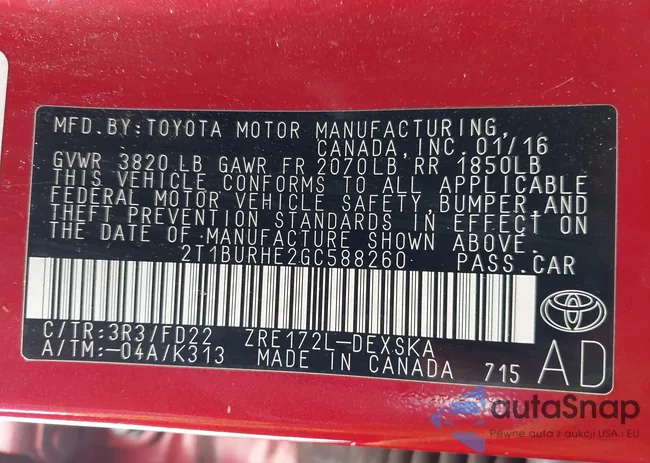 MFD.BY:TOYOTA MOTOR MANUFACTURING,
CANADA, INC. 01/16
GVWR 3820 LB GAWR FR 2070LB RR 1850LB
THIS VEHICLE CONFORMS TO ALL APPLICABLE
FEDERAL MOTOR VEHICLE SAFETY, BUMPER, AND
THEFT PREVENTION STANDARDS IN EFFECT ON
THE DATE OF MANUFACTURE SHOWN ABOVE.
2T1BURHE2GC588260 PASS.CAR
C/TR:3R3/FD22 ZRE172L-DEXSKA
A/TM:-04A/K313 MADE IN CANADA 715 AD
autaSnap
Pewne auta z aukcji USA i EU